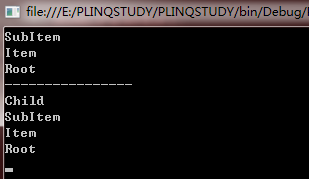 file:///E:/PLINQSTUDY/PLINQSTUDY/bin/Debug/
SubItem
Item
Root
----------------
Child
SubItem
Item
Root